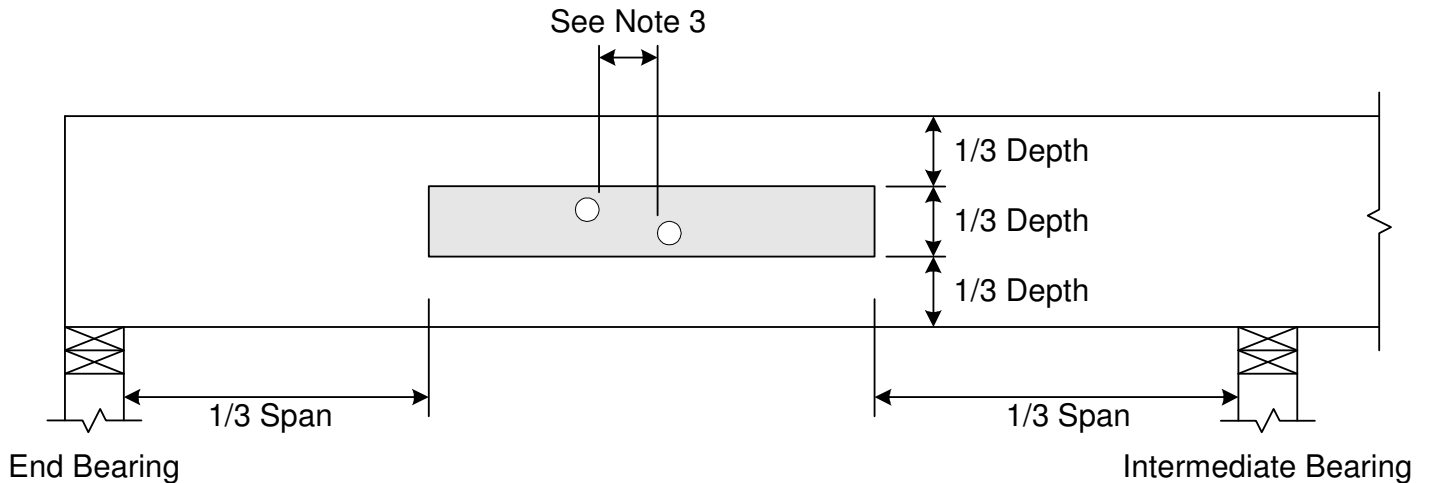 See Note 3
1/3 Depth
1/3 Depth
1/3 Depth
1/3 Span
1/3 Span
End Bearing
Intermediate Bearing